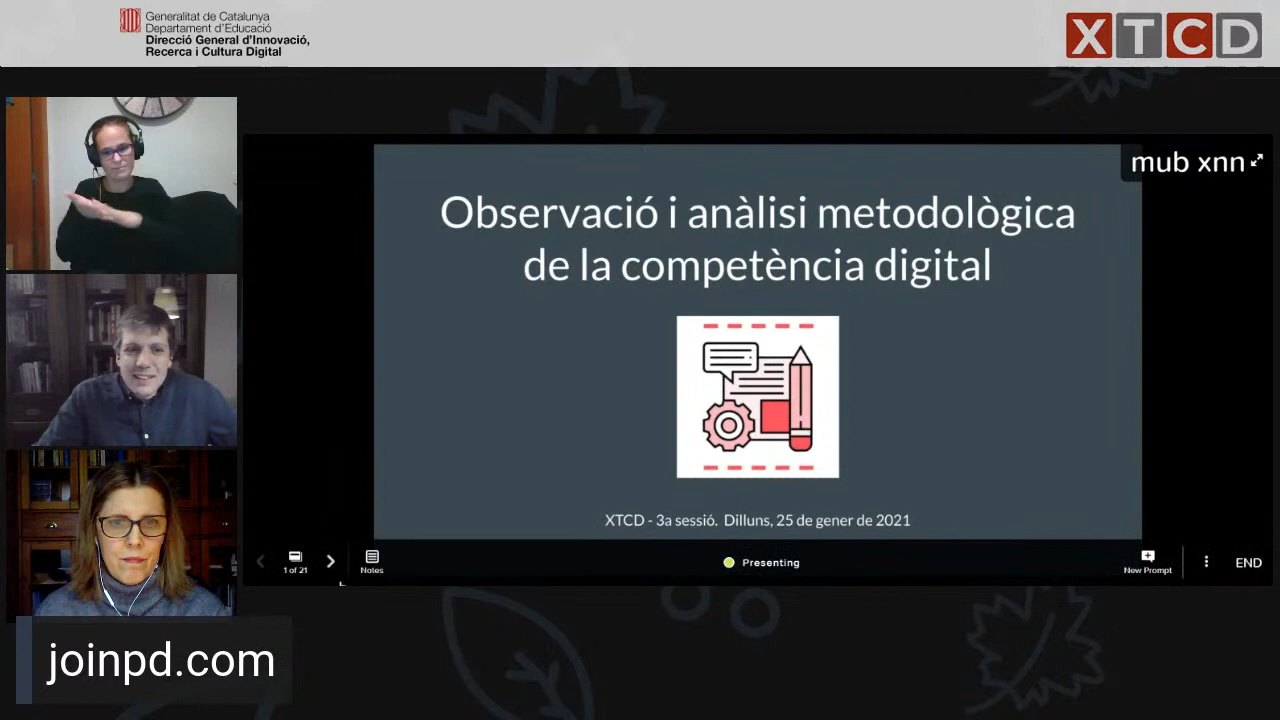 Generalitat de Catalunya
Departament d'Educació
Direcció General d'Innovació,
Recerca i Cultura Digital
XTCD
mub xnn
Observació i anàlisi metodològica
de la competència digital
XTCD - 3a sessió. Dilluns, 25 de gener de 2021
1 of 21
Notes
Presenting
New Prompt
END
joinpd.com